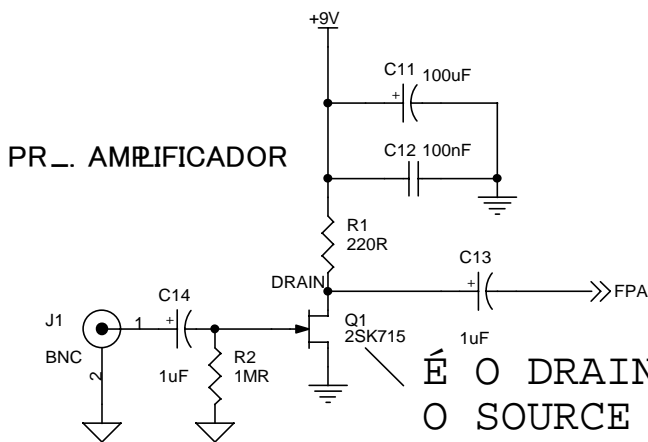 +9V
C11
100uF
+
C12 100nF
PR_. AMPLIFICADOR
R1
220R
DRAIN
C13
+
FPA
1uF
C14
+
J1
1
BNC
2
1uF
R2
1MR
Q1
2SK715
É O DRAIN
O SOURCE